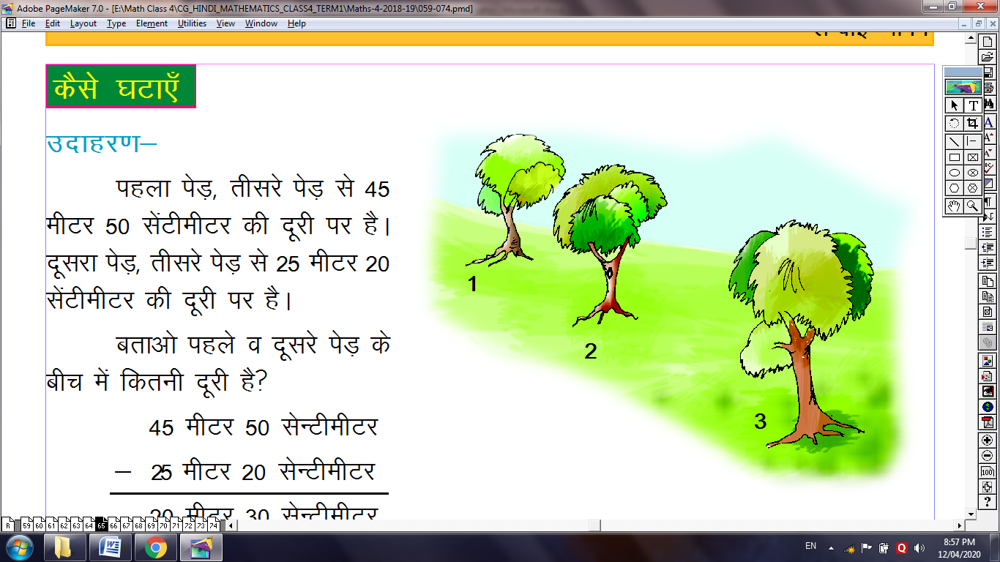 Adobe PageMaker 7.0 - [E:\Math Class 4\CG_HINDI_MATHEMATICS_CLASS4_TERM1\Maths-4-2018-19\059-074.pmd]
File Edit Layout Type Element Utilities View Window Help
कैसे घटाएँ
उदाहरण–
पहला पेड़, तीसरे पेड़ से 45
मीटर 50 सेंटीमीटर की दूरी पर है।
दूसरा पेड़, तीसरे पेड़ से 25 मीटर 20
सेंटीमीटर की दूरी पर है।
बताओ पहले व दूसरे पेड़ के
बीच में कितनी दूरी है?
45 मीटर 50 सेन्टीमीटर
– 25 मीटर 20 सेन्टीमीटर
20 मीटर 30 सेन्टीमीटर
1
2
3
R 59 60 61 62 63 64 65 66 67 68 69 70 71 72 73 74
EN
8:57 PM
12/04/2020